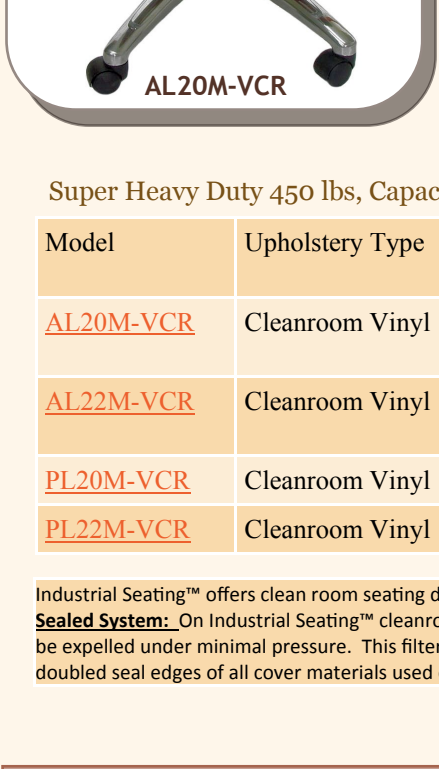 AL20M-VCR
Super Heavy Duty 450 lbs, Capac
Model Upholstery Type
AL20M-VCR Cleanroom Vinyl
AL22M-VCR Cleanroom Vinyl
PL20M-VCR Cleanroom Vinyl
PL22M-VCR Cleanroom Vinyl
Industrial Seating™ offers clean room seating d
Sealed System: On Industrial Seating™ cleanro
be expelled under minimal pressure. This filter
doubled seal edges of all cover materials used